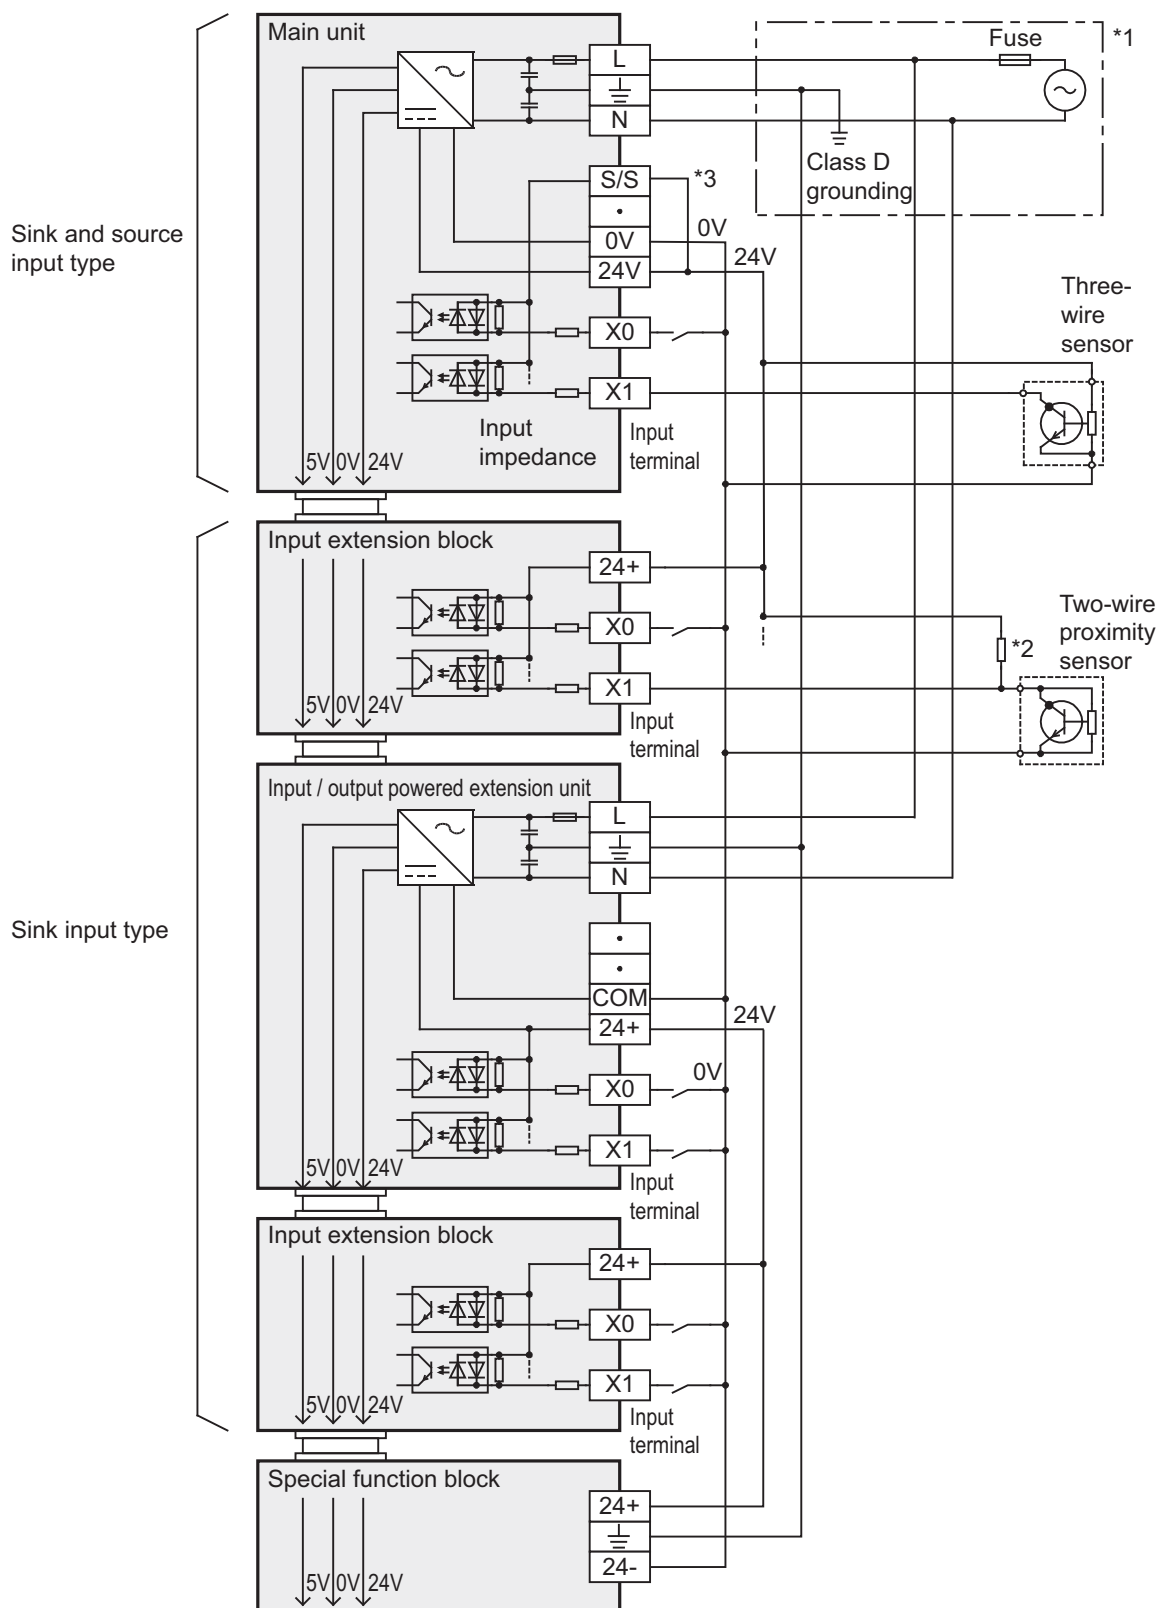 Main unit
Fuse
*1
L
N
Class D
grounding
S/S
*3
•
0V
0V
24V
24V
Sink and source
input type
Three-
wire
sensor
X0
X1
Input
impedance
Input
terminal
5V 0V 24V
Input extension block
24+
X0
Two-wire
proximity
sensor
*2
X1
5V 0V 24V
Input
terminal
Input / output powered extension unit
L
N
Sink input type
•
•
COM
24+
24V
X0
0V
X1
5V 0V 24V
Input
terminal
Input extension block
24+
X0
X1
5V 0V 24V
Input
terminal
Special function block
24+
24-
5V 0V 24V